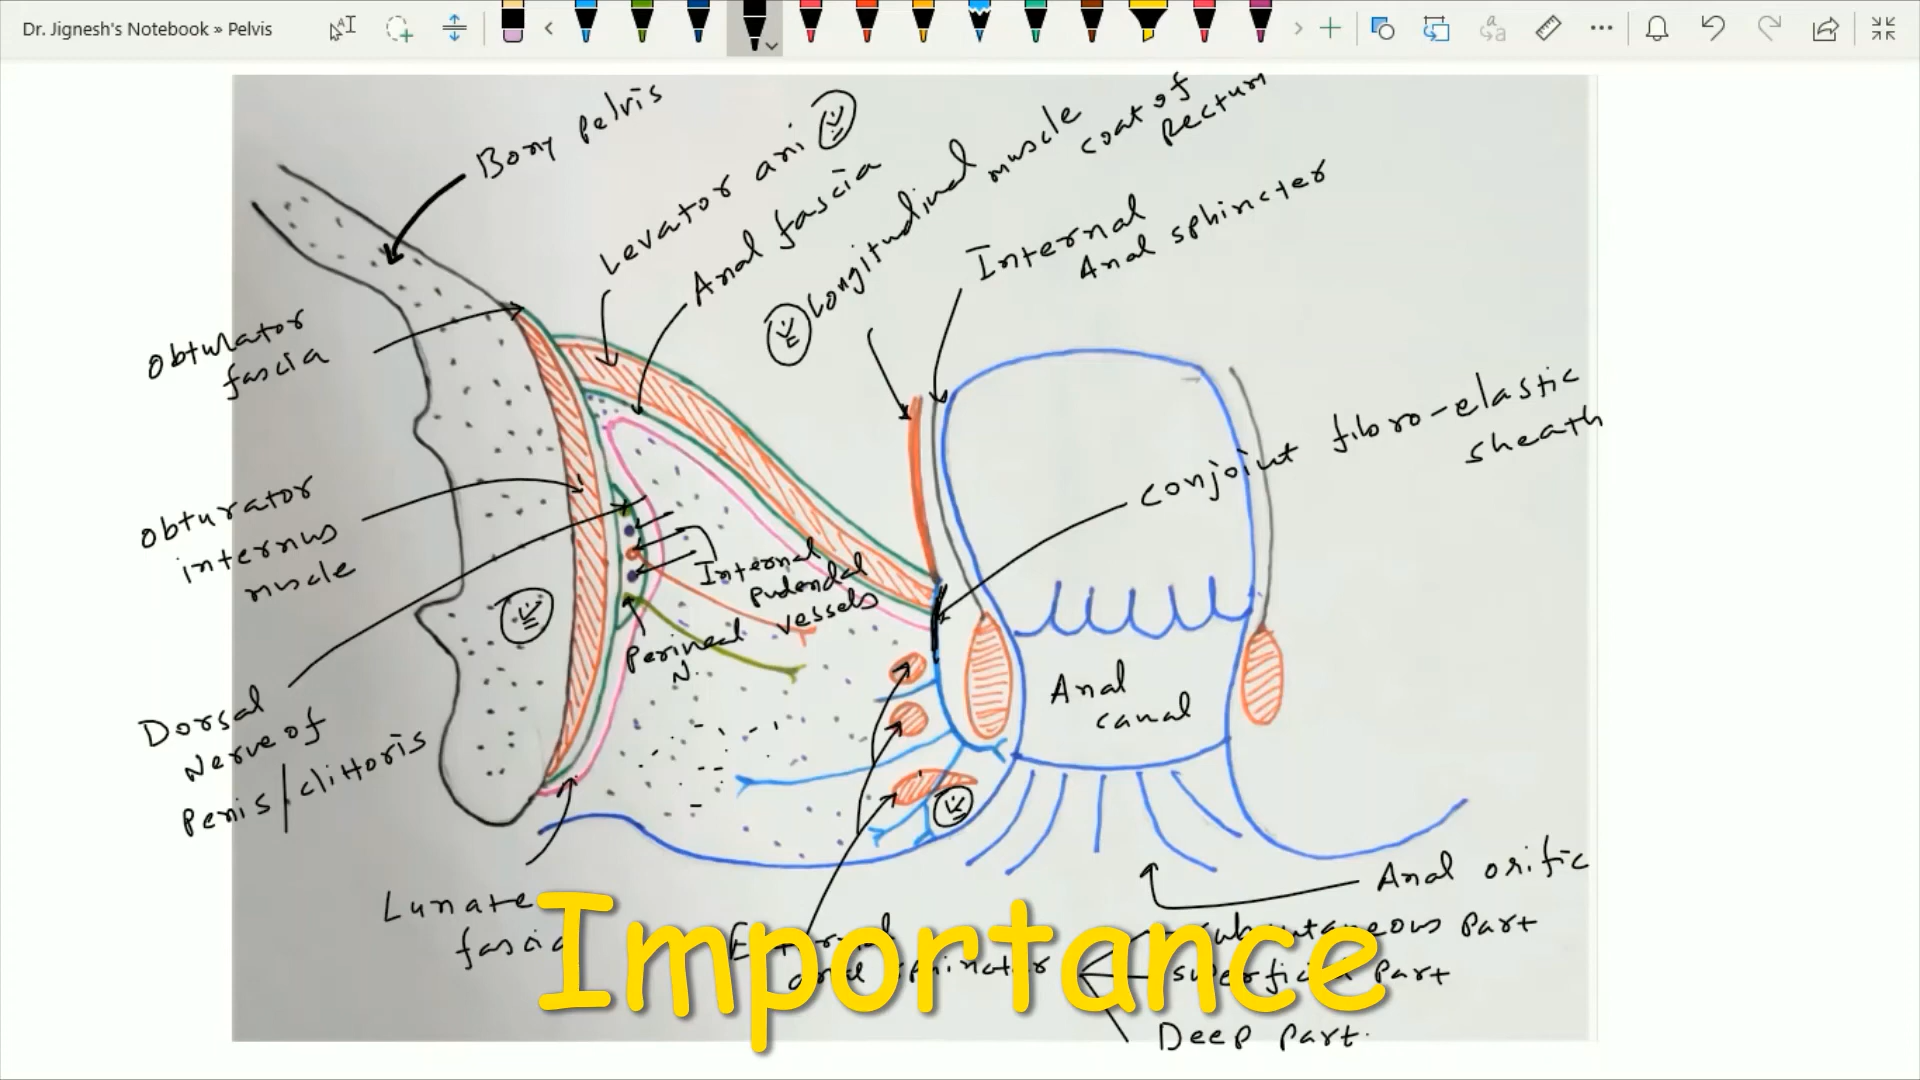 Dr. Jignesh's Notebook » Pelvis
Bony Pelvis
Levator ani
Anal fascia
Longitudinal muscle
coat of
Rectum
Internal
Anal sphincter
Obturator
fascia
conjoint fibro-elastic
sheath
Obturator
internus
muscle
Internal
Pudendal
vessels
Perineal
N.
Anal
canal
Dorsal
Nerve of
Penis/clittoris
Lunate
fascia
Anal orific
subcutaneous part
superficial part
Deep part.
Importance